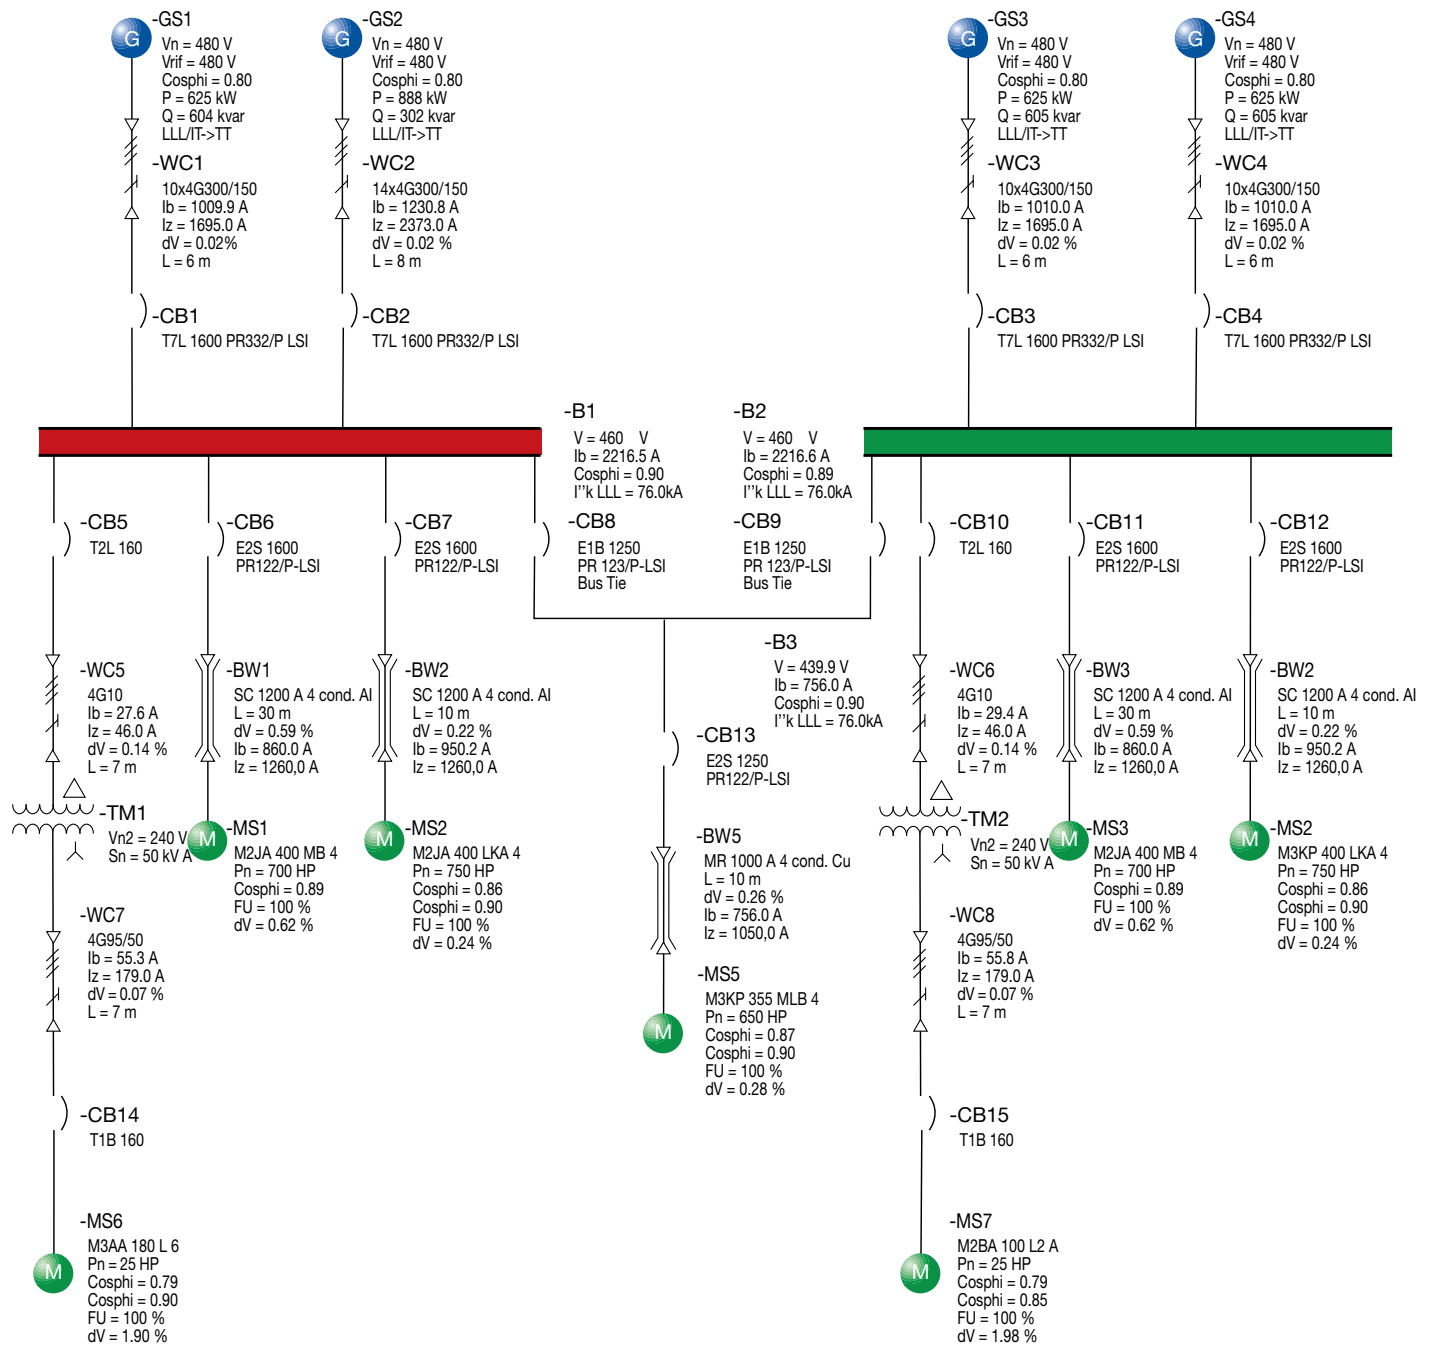 -GS1
G
Vn = 480 V
Vrif = 480 V
Cosphi = 0.80
P = 625 kW
Q = 604 kvar
LLL/IT->TT
-WC1
10x4G300/150
Ib = 1009.9 A
Iz = 1695.0 A
dV = 0.02%
L = 6 m
-CB1
T7L 1600 PR332/P LSI
-GS2
G
Vn = 480 V
Vrif = 480 V
Cosphi = 0.80
P = 888 kW
Q = 302 kvar
LLL/IT->TT
-WC2
14x4G300/150
Ib = 1230.8 A
Iz = 2373.0 A
dV = 0.02 %
L = 8 m
-CB2
T7L 1600 PR332/P LSI
-GS3
G
Vn = 480 V
Vrif = 480 V
Cosphi = 0.80
P = 625 kW
Q = 605 kvar
LLL/IT->TT
-WC3
10x4G300/150
Ib = 1010.0 A
Iz = 1695.0 A
dV = 0.02 %
L = 6 m
-CB3
T7L 1600 PR332/P LSI
-GS4
G
Vn = 480 V
Vrif = 480 V
Cosphi = 0.80
P = 625 kW
Q = 605 kvar
LLL/IT->TT
-WC4
10x4G300/150
Ib = 1010.0 A
Iz = 1695.0 A
dV = 0.02 %
L = 6 m
-CB4
T7L 1600 PR332/P LSI
-B1
V = 460 V
Ib = 2216.5 A
Cosphi = 0.90
I''k LLL = 76.0kA
-B2
V = 460 V
Ib = 2216.6 A
Cosphi = 0.89
I''k LLL = 76.0kA
-CB5
T2L 160
-CB6
E2S 1600
PR122/P-LSI
-CB7
E2S 1600
PR122/P-LSI
-CB8
E1B 1250
PR 123/P-LSI
Bus Tie
-CB9
E1B 1250
PR 123/P-LSI
Bus Tie
-CB10
T2L 160
-CB11
E2S 1600
PR122/P-LSI
-CB12
E2S 1600
PR122/P-LSI
-B3
V = 439.9 V
Ib = 756.0 A
Cosphi = 0.90
I''k LLL = 76.0kA
-WC5
4G10
Ib = 27.6 A
Iz = 46.0 A
dV = 0.14 %
L = 7 m
-BW1
SC 1200 A 4 cond. Al
L = 30 m
dV = 0.59 %
Ib = 860.0 A
Iz = 1260,0 A
-BW2
SC 1200 A 4 cond. Al
L = 10 m
dV = 0.22 %
Ib = 950.2 A
Iz = 1260,0 A
-CB13
E2S 1250
PR122/P-LSI
-WC6
4G10
Ib = 29.4 A
Iz = 46.0 A
dV = 0.14 %
L = 7 m
-BW3
SC 1200 A 4 cond. Al
L = 30 m
dV = 0.59 %
Ib = 860.0 A
Iz = 1260,0 A
-BW2
SC 1200 A 4 cond. Al
L = 10 m
dV = 0.22 %
Ib = 950.2 A
Iz = 1260,0 A
-TM1
Vn2 = 240 V
Sn = 50 kV A
-MS1
M
M2JA 400 MB 4
Pn = 700 HP
Cosphi = 0.89
FU = 100 %
dV = 0.62 %
-MS2
M
M2JA 400 LKA 4
Pn = 750 HP
Cosphi = 0.86
Cosphi = 0.90
FU = 100 %
dV = 0.24 %
-BW5
MR 1000 A 4 cond. Cu
L = 10 m
dV = 0.26 %
Ib = 756.0 A
Iz = 1050,0 A
-TM2
Vn2 = 240 V
Sn = 50 kV A
-MS3
M
M2JA 400 MB 4
Pn = 700 HP
Cosphi = 0.89
FU = 100 %
dV = 0.62 %
-MS2
M
M3KP 400 LKA 4
Pn = 750 HP
Cosphi = 0.86
Cosphi = 0.90
FU = 100 %
dV = 0.24 %
-WC7
4G95/50
Ib = 55.3 A
Iz = 179.0 A
dV = 0.07 %
L = 7 m
-MS5
M
M3KP 355 MLB 4
Pn = 650 HP
Cosphi = 0.87
Cosphi = 0.90
FU = 100 %
dV = 0.28 %
-WC8
4G95/50
Ib = 55.8 A
Iz = 179.0 A
dV = 0.07 %
L = 7 m
-CB14
T1B 160
-CB15
T1B 160
-MS6
M
M3AA 180 L 6
Pn = 25 HP
Cosphi = 0.79
Cosphi = 0.90
FU = 100 %
dV = 1.90 %
-MS7
M
M2BA 100 L2 A
Pn = 25 HP
Cosphi = 0.79
Cosphi = 0.85
FU = 100 %
dV = 1.98 %